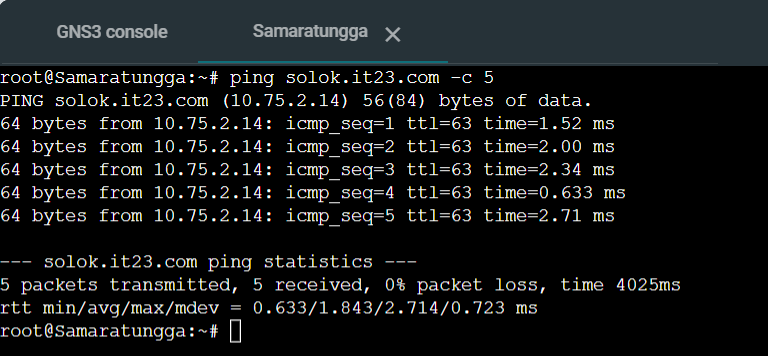 GNS3 console
Samaratungga
root@Samaratungga:~# ping solok.it23.com -c 5
PING solok.it23.com (10.75.2.14) 56(84) bytes of data.
64 bytes from 10.75.2.14: icmp_seq=1 ttl=63 time=1.52 ms
64 bytes from 10.75.2.14: icmp_seq=2 ttl=63 time=2.00 ms
64 bytes from 10.75.2.14: icmp_seq=3 ttl=63 time=2.34 ms
64 bytes from 10.75.2.14: icmp_seq=4 ttl=63 time=0.633 ms
64 bytes from 10.75.2.14: icmp_seq=5 ttl=63 time=2.71 ms
--- solok.it23.com ping statistics ---
5 packets transmitted, 5 received, 0% packet loss, time 4025ms
rtt min/avg/max/mdev = 0.633/1.843/2.714/0.723 ms
root@Samaratungga:~#